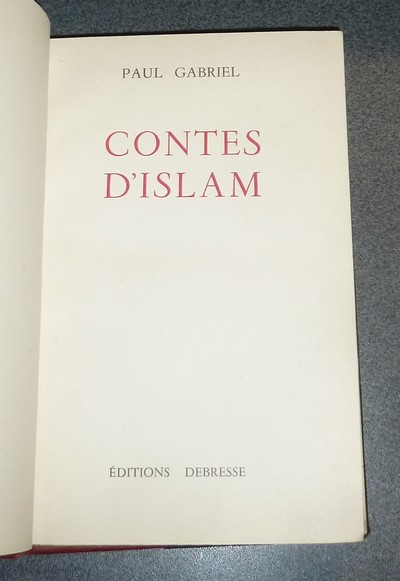 PAUL GABRIEL
CONTES
D'ISLAM
ÉDITIONS DEBRESSE